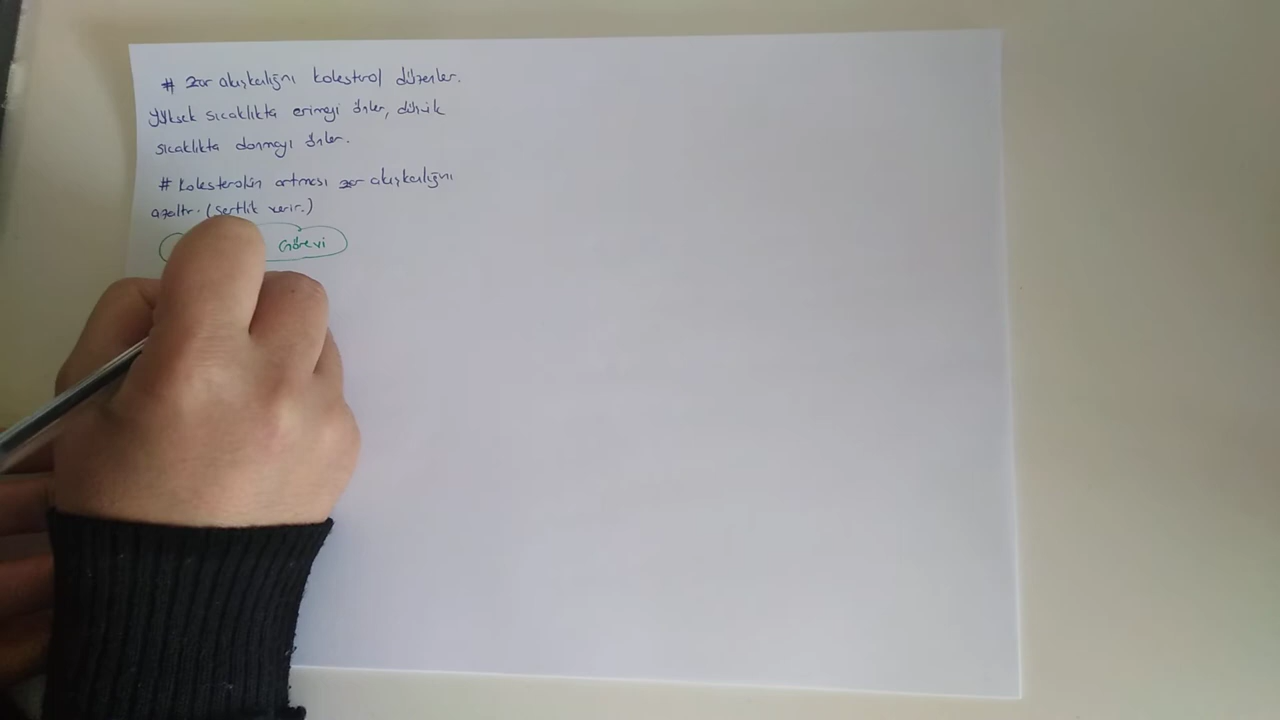 # zar akışkanlığını kolestrol düzenler.
Yüksek sıcaklıkta erimeyi önler, düşük
sıcaklıkta donmayı önler.
# Kolesterolün artması zar akışkanlığını
azaltır. (Sertlik verir.)
Görevi